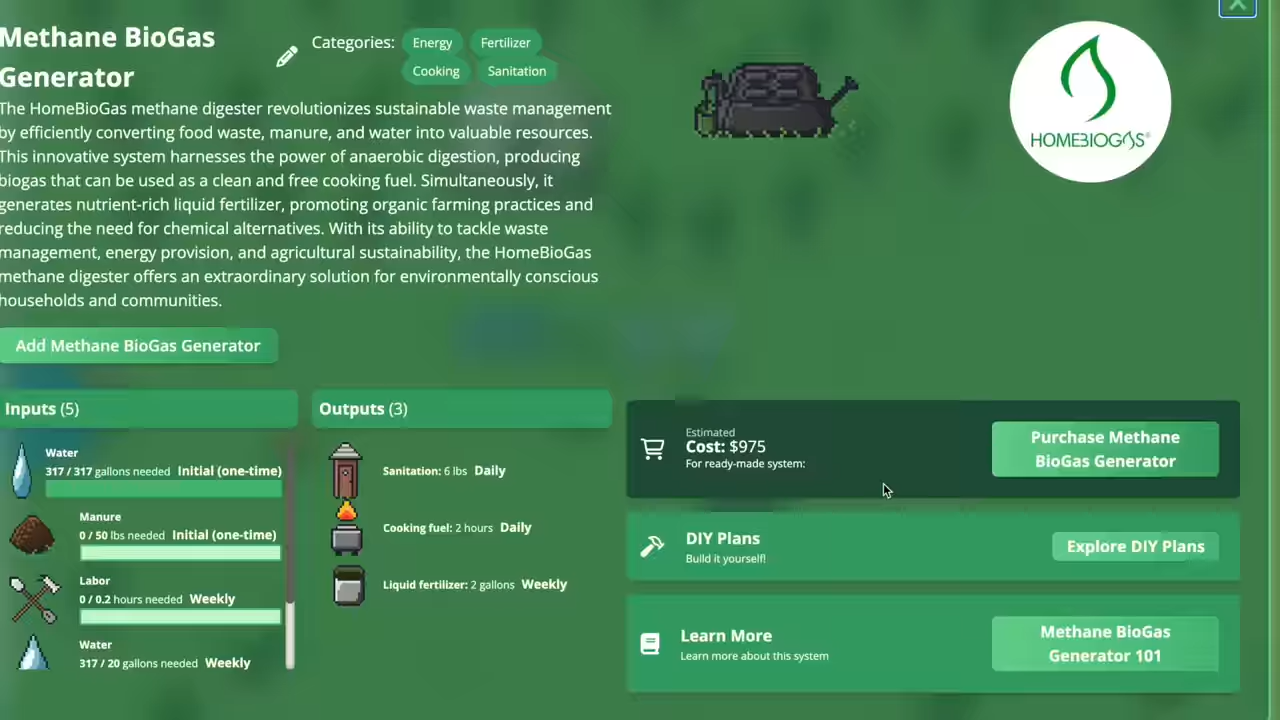 Methane BioGas
Generator
Categories:
Energy
Fertilizer
Cooking
Sanitation
HOMEBIOGAS®
The HomeBioGas methane digester revolutionizes sustainable waste management
by efficiently converting food waste, manure, and water into valuable resources.
This innovative system harnesses the power of anaerobic digestion, producing
biogas that can be used as a clean and free cooking fuel. Simultaneously, it
generates nutrient-rich liquid fertilizer, promoting organic farming practices and
reducing the need for chemical alternatives. With its ability to tackle waste
management, energy provision, and agricultural sustainability, the HomeBioGas
methane digester offers an extraordinary solution for environmentally conscious
households and communities.
Add Methane BioGas Generator
Inputs (5)
Water
317 / 317 gallons needed Initial (one-time)
Manure
0 / 50 lbs needed Initial (one-time)
Labor
0 / 0.2 hours needed Weekly
Water
317 / 20 gallons needed Weekly
Outputs (3)
Sanitation: 6 lbs Daily
Cooking fuel: 2 hours Daily
Liquid fertilizer: 2 gallons Weekly
Estimated
Cost: $975
For ready-made system:
Purchase Methane
BioGas Generator
DIY Plans
Build it yourself!
Explore DIY Plans
Learn More
Learn more about this system
Methane BioGas
Generator 101